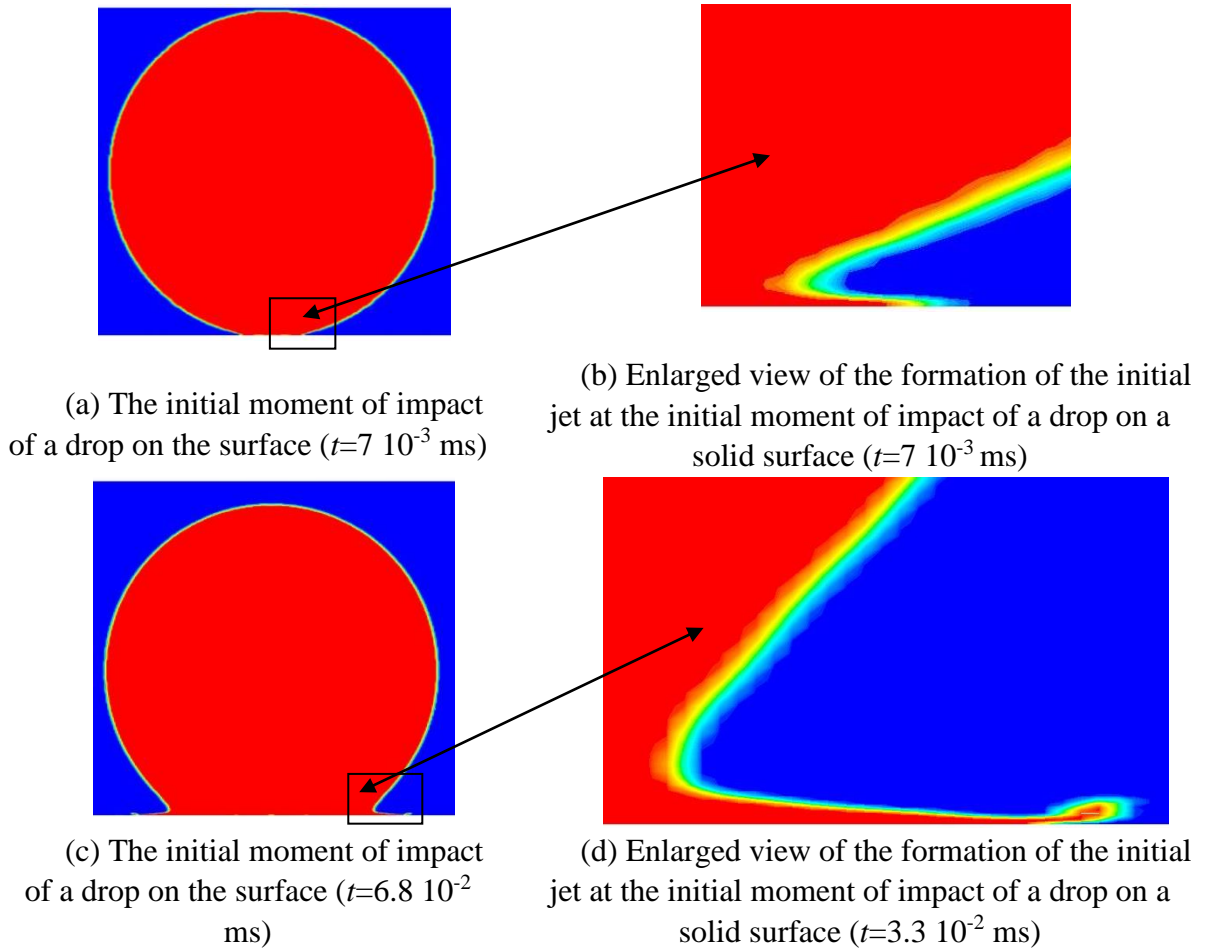 (a) The initial moment of impact
of a drop on the surface (t=7 10⁻³ ms)
(b) Enlarged view of the formation of the initial
jet at the initial moment of impact of a drop on a
solid surface (t=7 10⁻³ ms)
(c) The initial moment of impact
of a drop on the surface (t=6.8 10⁻²
ms)
(d) Enlarged view of the formation of the initial
jet at the initial moment of impact of a drop on a
solid surface (t=3.3 10⁻² ms)